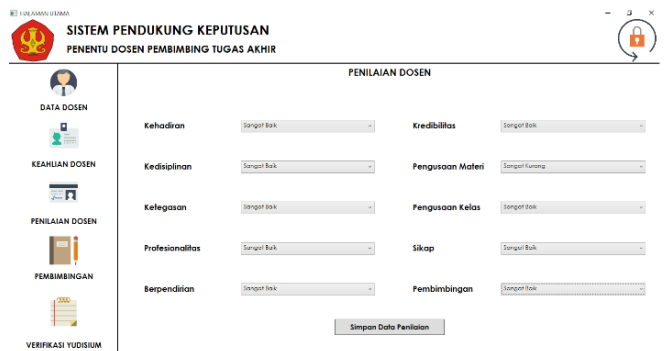 HALAMAN UTAMA
SISTEM PENDUKUNG KEPUTUSAN
PENENTU DOSEN PEMBIMBING TUGAS AKHIR
DATA DOSEN
KEAHLIAN DOSEN
PENILAIAN DOSEN
PEMBIMBINGAN
VERIFIKASI YUDISIUM
PENILAIAN DOSEN
Kehadiran Sangat Baik
Kredibilitas Sangat Baik
Kedisiplinan Sangat Baik
Pengusaan Materi Sangat Kurang
Ketegasan Sangat Baik
Pengusaan Kelas Sangat Baik
Profesionalitas Sangat Baik
Sikap Sangat Baik
Berpendirian Sangat Baik
Pembimbingan Sangat Baik
Simpan Data Penilaian